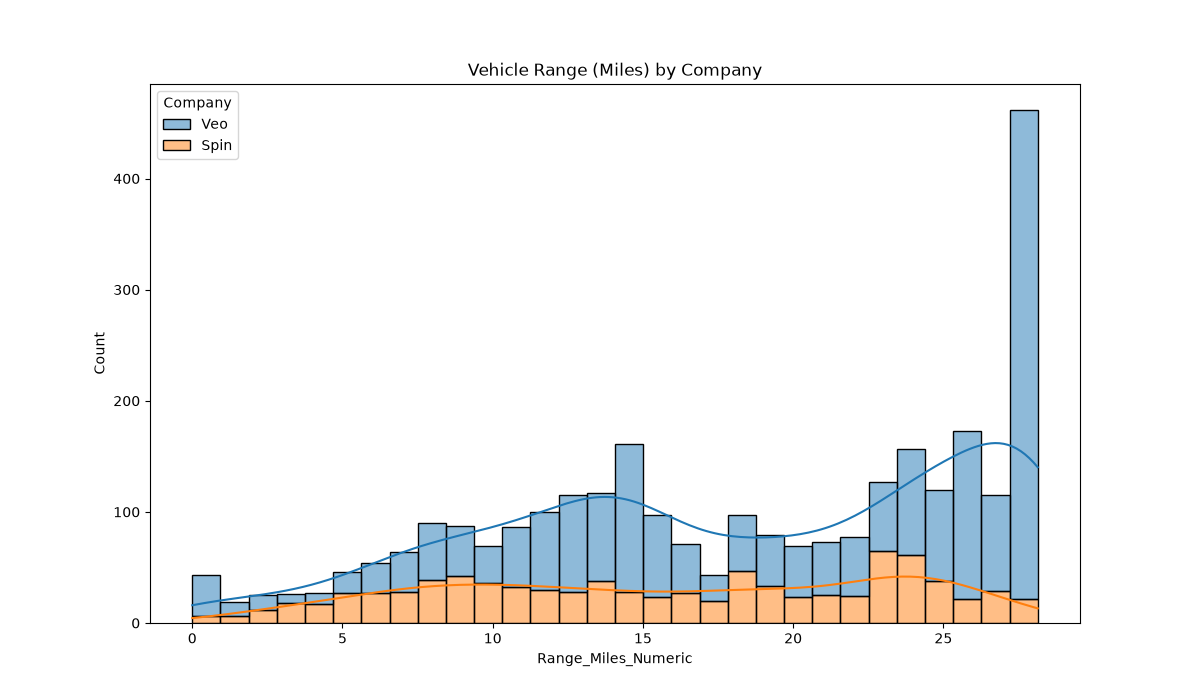 Vehicle Range (Miles) by Company
Company
Veo
Spin
400
300
200
100
0
Count
0 5 10 15 20 25
Range_Miles_Numeric